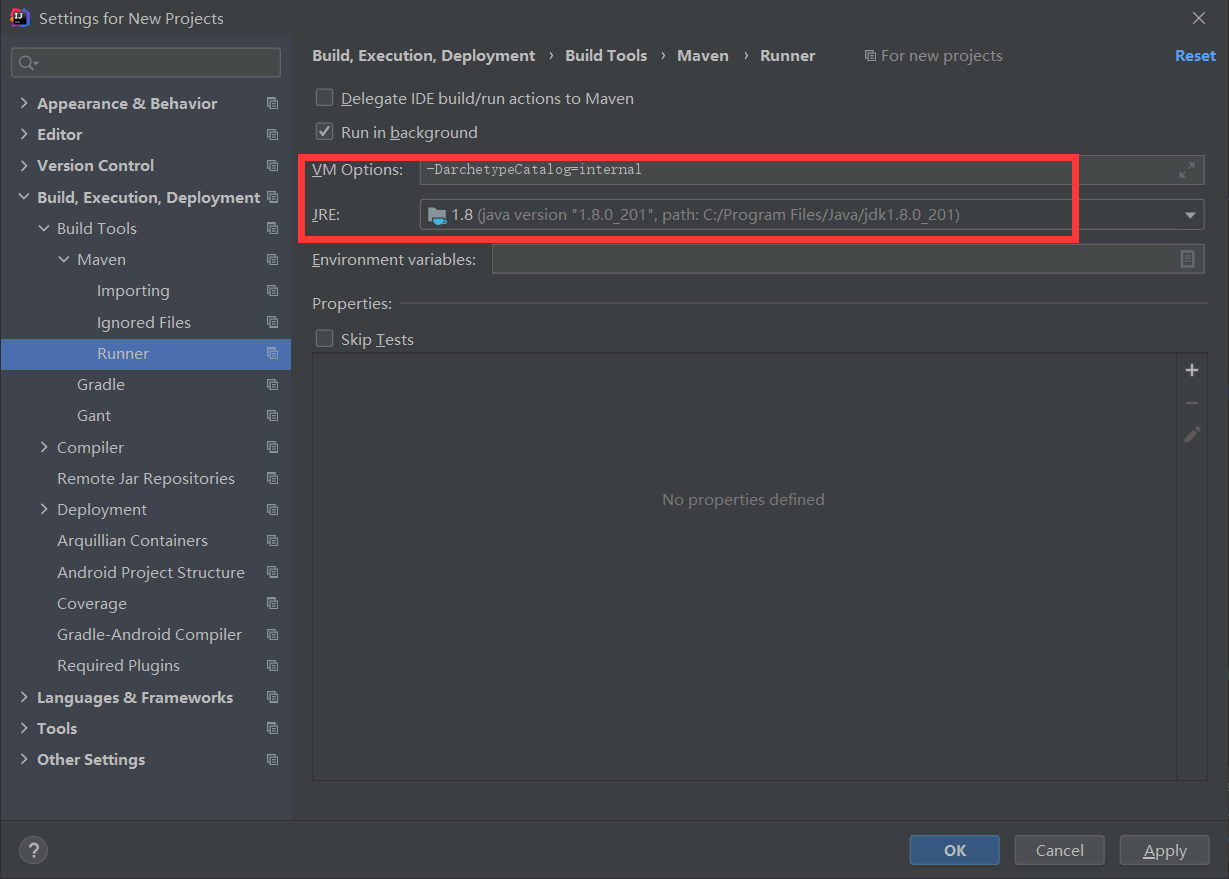 Settings for New Projects
Build, Execution, Deployment › Build Tools › Maven › Runner For new projects Reset
Appearance & Behavior
Editor
Version Control
Build, Execution, Deployment
Build Tools
Maven
Importing
Ignored Files
Runner
Gradle
Gant
Compiler
Remote Jar Repositories
Deployment
Arquillian Containers
Android Project Structure
Coverage
Gradle-Android Compiler
Required Plugins
Languages & Frameworks
Tools
Other Settings
Delegate IDE build/run actions to Maven
Run in background
VM Options: -DarchetypeCatalog=internal
JRE: 1.8 (java version "1.8.0_201", path: C:/Program Files/Java/jdk1.8.0_201)
Environment variables:
Properties:
Skip Tests
No properties defined
? OK Cancel Apply